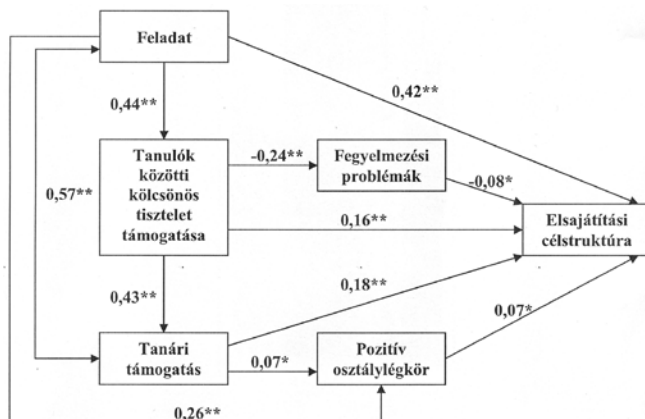 Feladat
0,42**
0,44**
Tanulók
közötti
kölcsönös
tisztelet
támogatása
-0,24**
Fegyelmezési
problémák
-0,08*
0,57**
0,16**
Elsajátítási
célstruktúra
0,43**
0,18**
0,07*
Tanári
támogatás
0,07*
Pozitív
osztálylégkör
0,26**